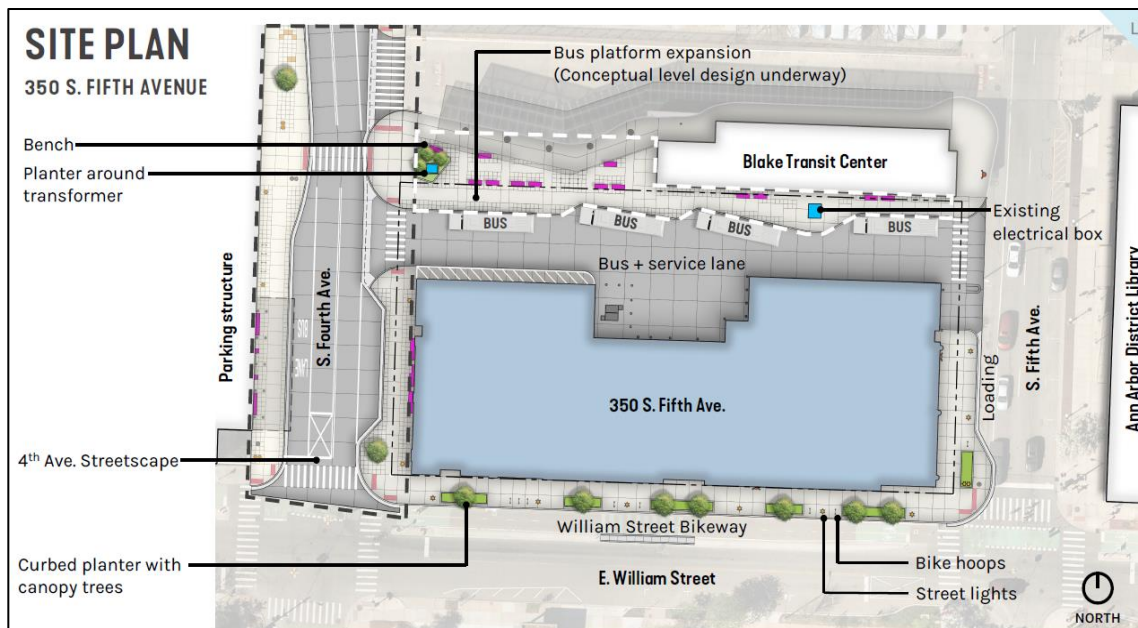 SITE PLAN
350 S. FIFTH AVENUE
L
Bus platform expansion
(Conceptual level design underway)
Bench
Planter around
transformer
Blake Transit Center
Existing
electrical box
BUS
BUS
BUS
BUS
Bus + service lane
Parking structure
S. Fourth Ave.
BUS
LANE
350 S. Fifth Ave.
Loading
S. Fifth Ave.
Ann Arbor District Library
4th Ave. Streetscape
William Street Bikeway
Curbed planter with
canopy trees
E. William Street
Bike hoops
Street lights
NORTH